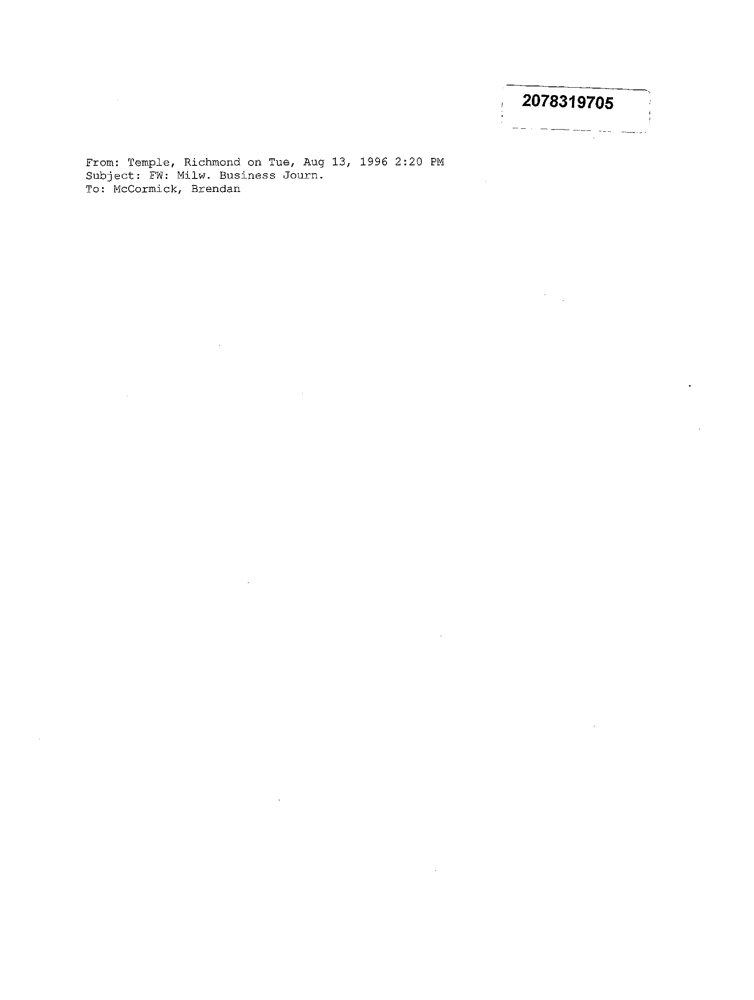 2078319705
From: Temple, Richmond on Tue, Aug 13, 1996 2:20 PM
Subject: FW: Milw. Business Journ.
To: McCormick, Brendan